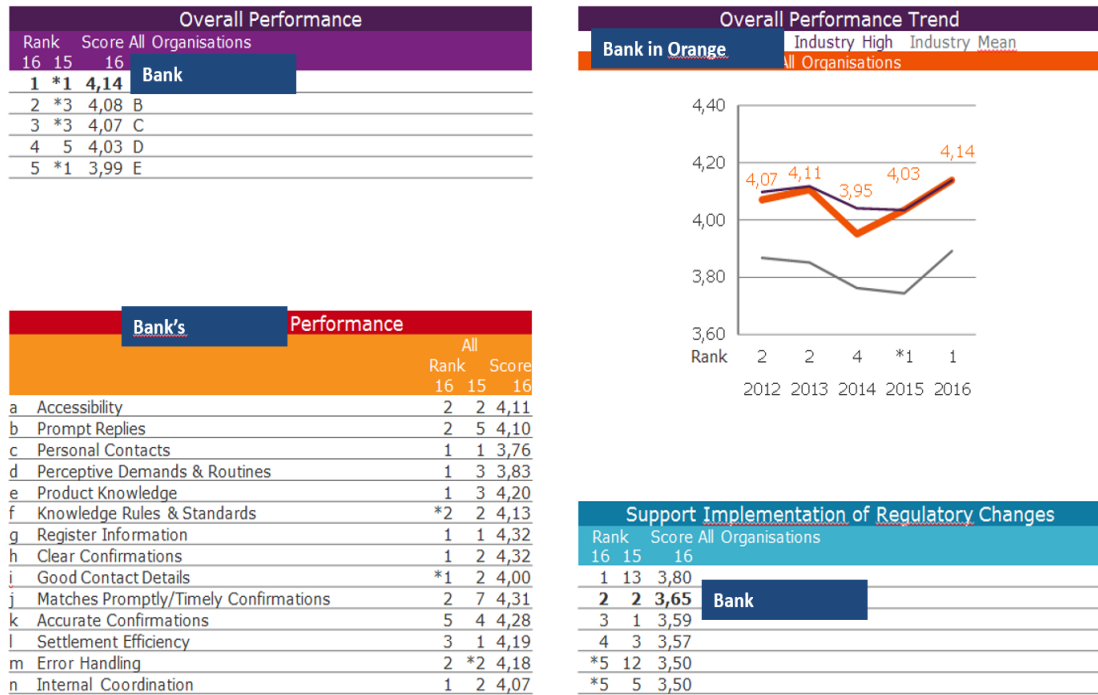 Overall Performance
Rank Score All Organisations
16 15 16
Bank
1 *1 4,14
2 *3 4,08 B
3 *3 4,07 C
4 5 4,03 D
5 *1 3,99 E
Overall Performance Trend
Bank in Orange
Industry High Industry Mean
All Organisations
4,40
4,20
4,00
3,80
3,60
4,07 4,11 3,95 4,03 4,14
Rank 2 2 4 *1 1
2012 2013 2014 2015 2016
Bank's Performance
All
Rank Score
16 15 16
a Accessibility 2 2 4,11
b Prompt Replies 2 5 4,10
c Personal Contacts 1 1 3,76
d Perceptive Demands & Routines 1 3 3,83
e Product Knowledge 1 3 4,20
f Knowledge Rules & Standards *2 2 4,13
g Register Information 1 1 4,32
h Clear Confirmations 1 2 4,32
i Good Contact Details *1 2 4,00
j Matches Promptly/Timely Confirmations 2 7 4,31
k Accurate Confirmations 5 4 4,28
l Settlement Efficiency 3 1 4,19
m Error Handling 2 *2 4,18
n Internal Coordination 1 2 4,07
Support Implementation of Regulatory Changes
Rank Score All Organisations
16 15 16
1 13 3,80
2 2 3,65 Bank
3 1 3,59
4 3 3,57
*5 12 3,50
*5 5 3,50